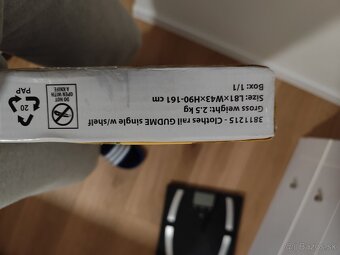 3811215 - Clothes rail GUDME single w/shelf
Gross weight: 2.5 kg
Size: L81xW43xH90-161 cm
Box: 1/1
DO NOT
OPEN WITH
A KNIFE
20
PAP